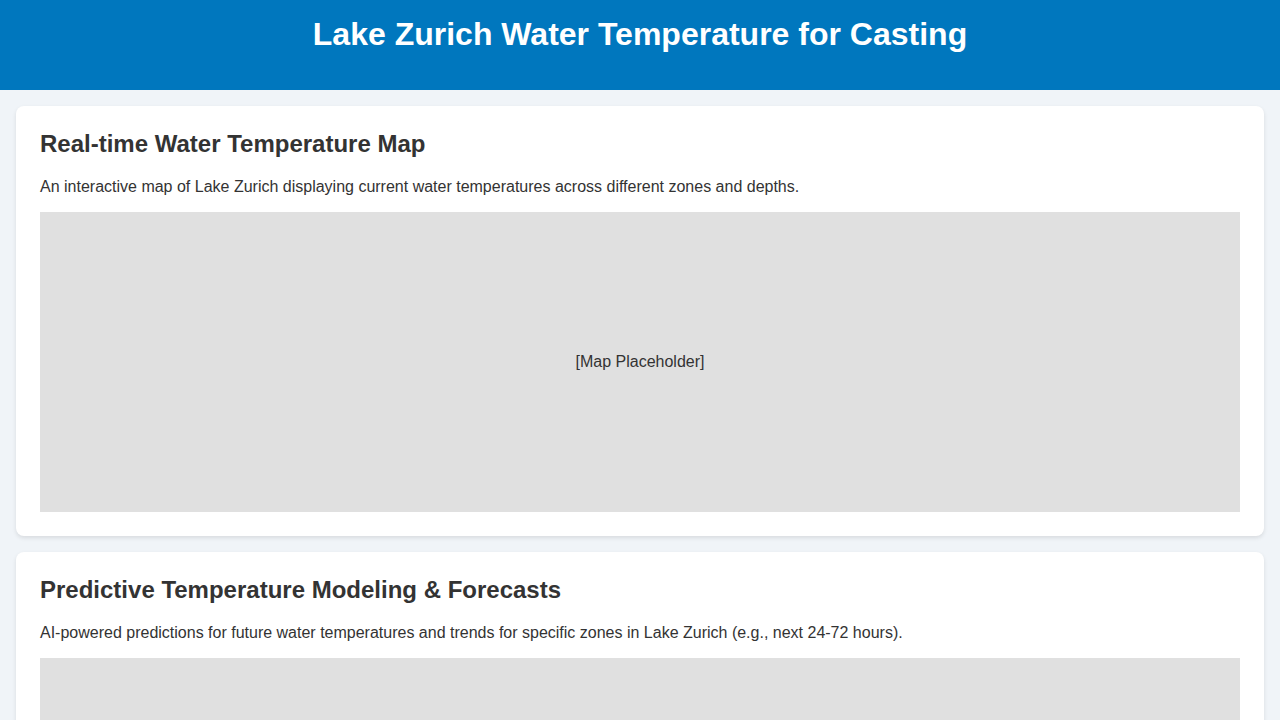 Lake Zurich Water Temperature for Casting
Real-time Water Temperature Map
An interactive map of Lake Zurich displaying current water temperatures across different zones and depths.
[Map Placeholder]
Predictive Temperature Modeling & Forecasts
AI-powered predictions for future water temperatures and trends for specific zones in Lake Zurich (e.g., next 24-72 hours).